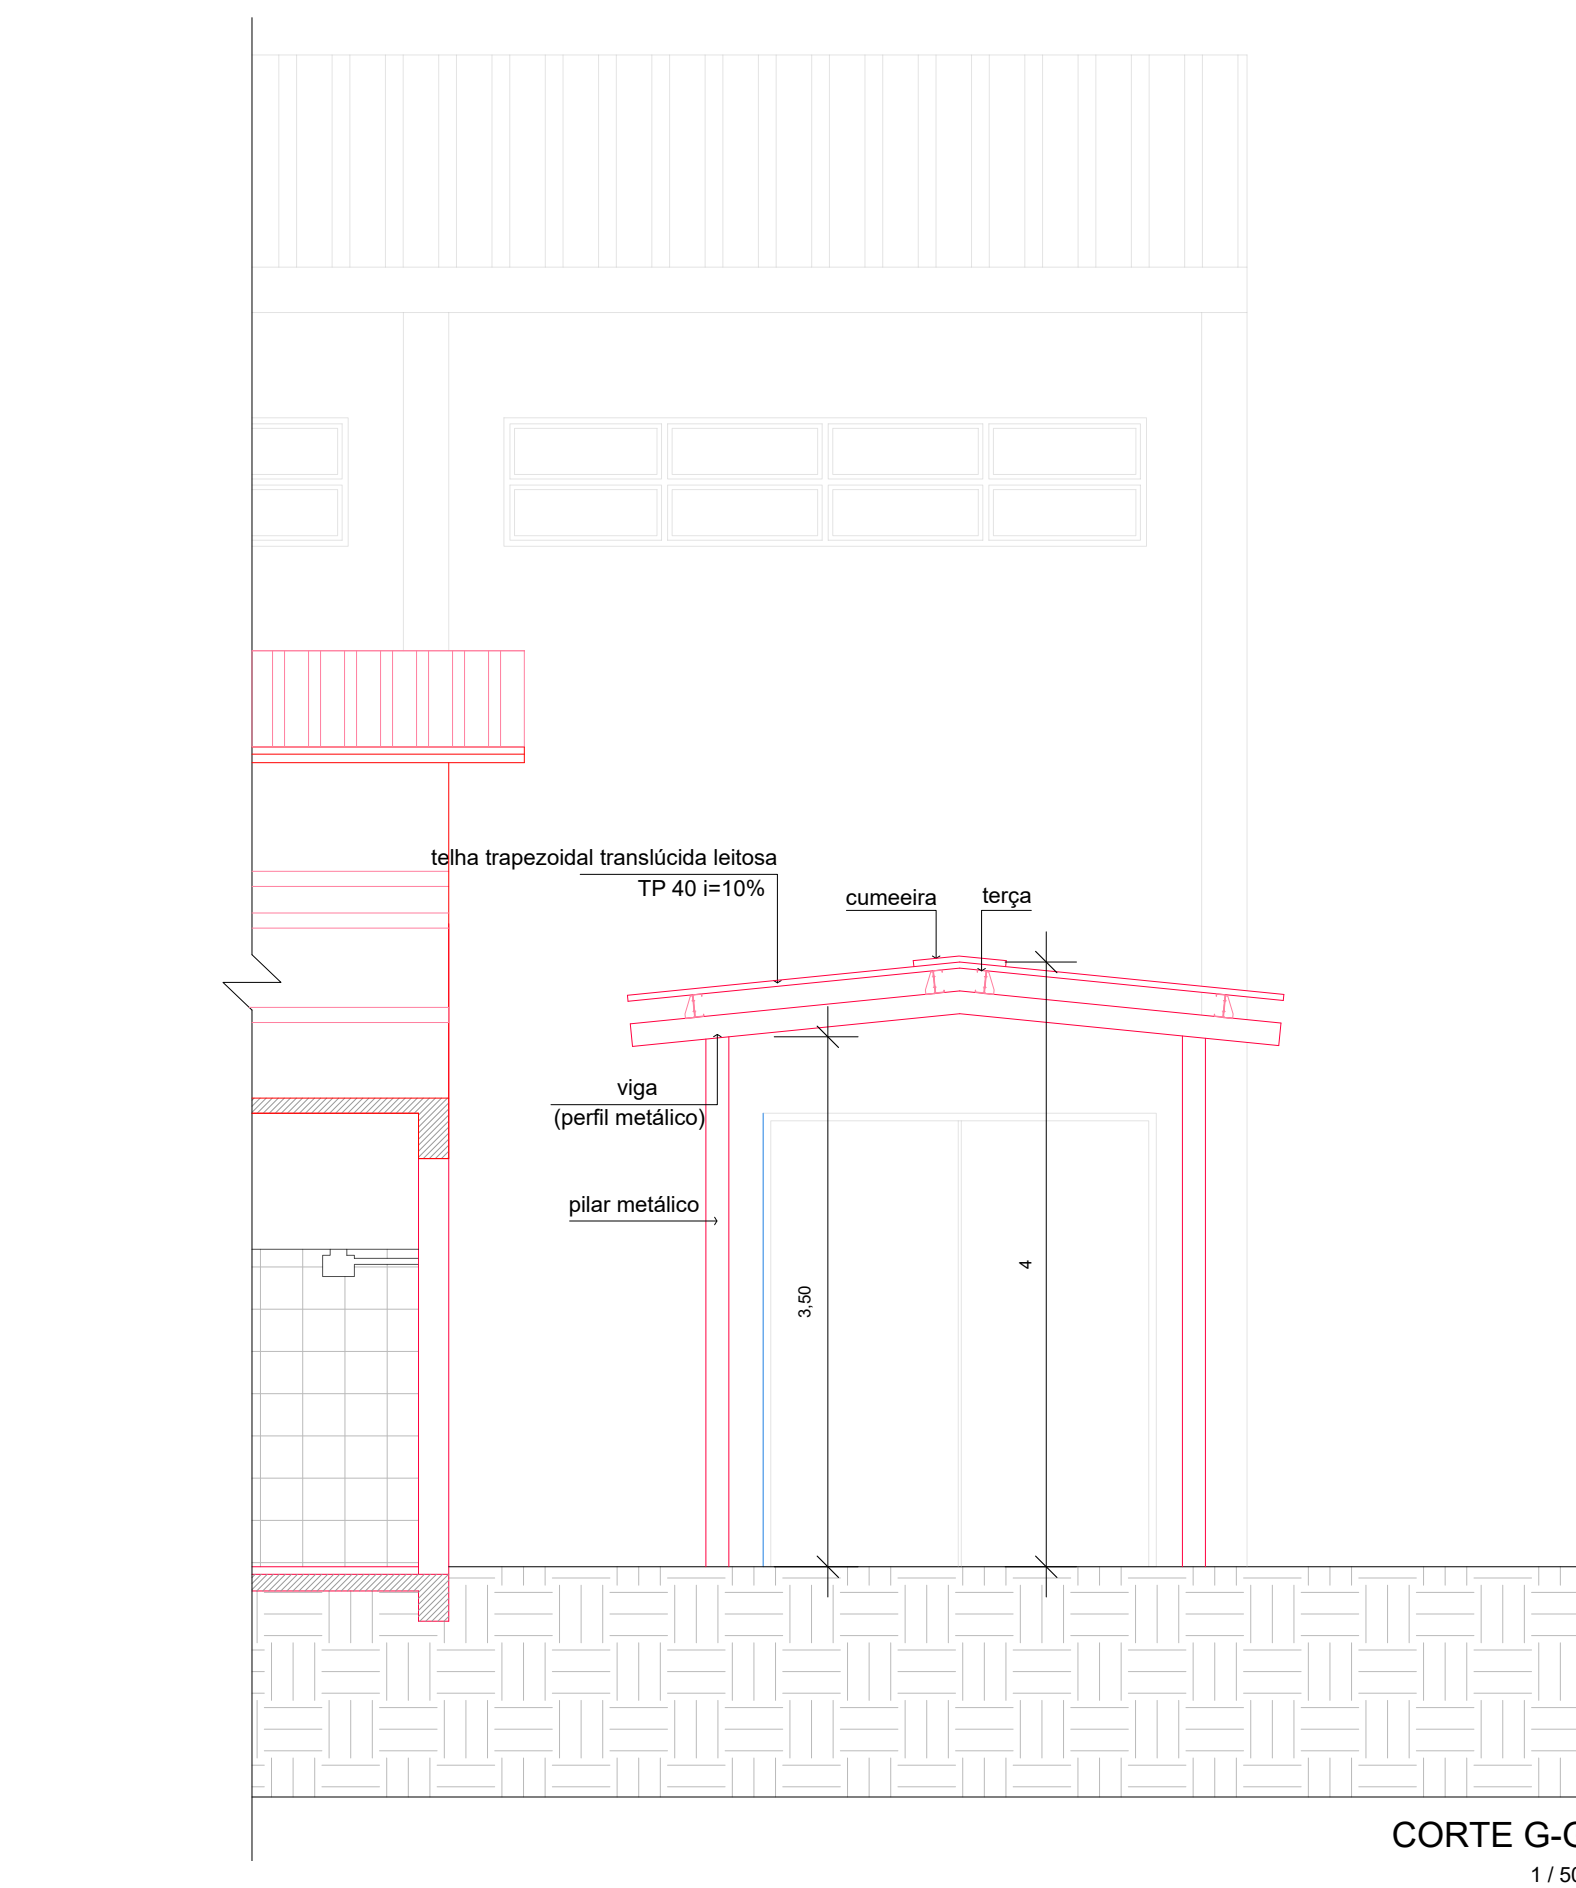 telha trapezoidal translúcida leitosa
TP 40 i=10%
cumeeira
terça
viga
(perfil metálico)
pilar metálico
3,50
4
CORTE G-
1 / 50